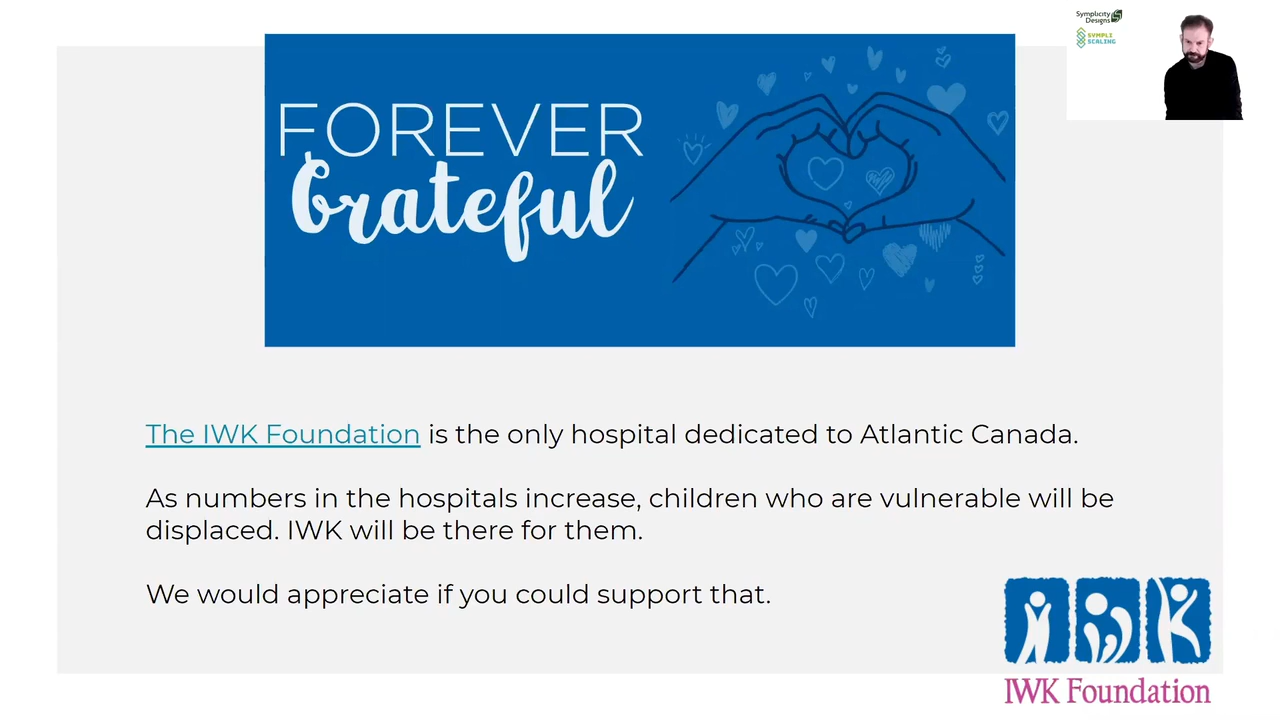 Symplicity
Designs
SYMPLI
SCALING
FOREVER
Grateful
The IWK Foundation is the only hospital dedicated to Atlantic Canada.
As numbers in the hospitals increase, children who are vulnerable will be
displaced. IWK will be there for them.
We would appreciate if you could support that.
IWK
IWK Foundation